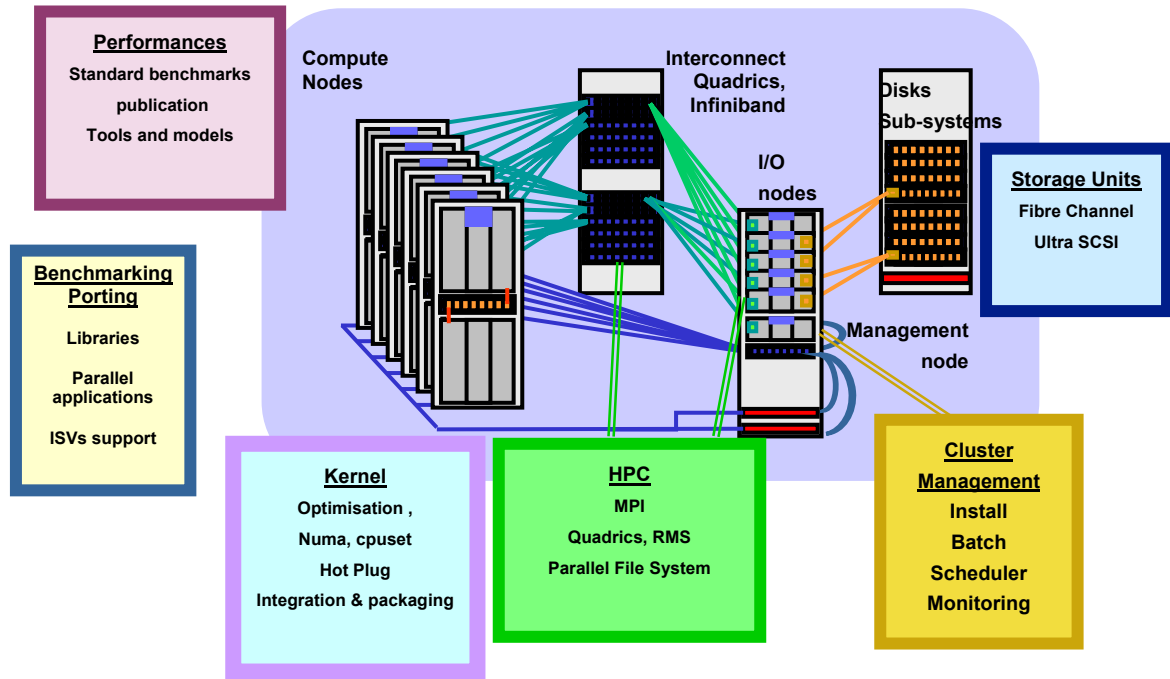 Performances
Standard benchmarks
publication
Tools and models
Compute
Nodes
Interconnect
Quadrics,
Infiniband
Disks
Sub-systems
I/O
nodes
Storage Units
Fibre Channel
Ultra SCSI
Benchmarking
Porting
Libraries
Parallel
applications
ISVs support
Management
node
Kernel
Optimisation ,
Numa, cpuset
Hot Plug
Integration & packaging
HPC
MPI
Quadrics, RMS
Parallel File System
Cluster
Management
Install
Batch
Scheduler
Monitoring